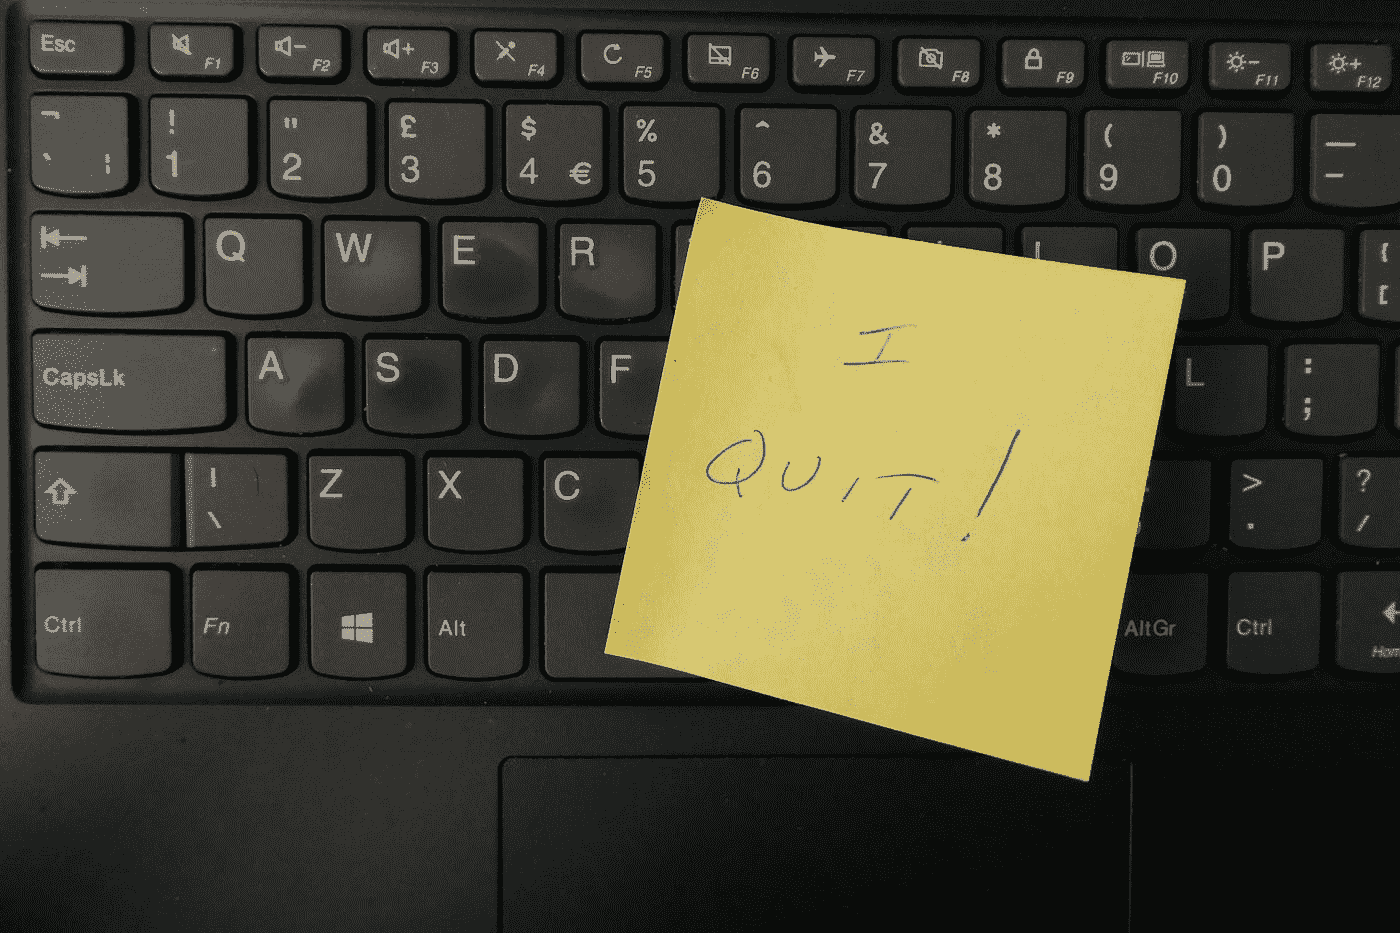 Esc F1 F2 F3 F4 F5 F6 F7 F8 F9 F10 F11 F12
¬ ! " £ $ % ^ & * ( ) —
` ¦ 1 2 3 4 € 5 6 7 8 9 0 -
Q W E R O P { [
CapsLk A S D F L : ;
| \ Z X C > . ? /
Ctrl Fn Alt AltGr Ctrl
I
QUIT!